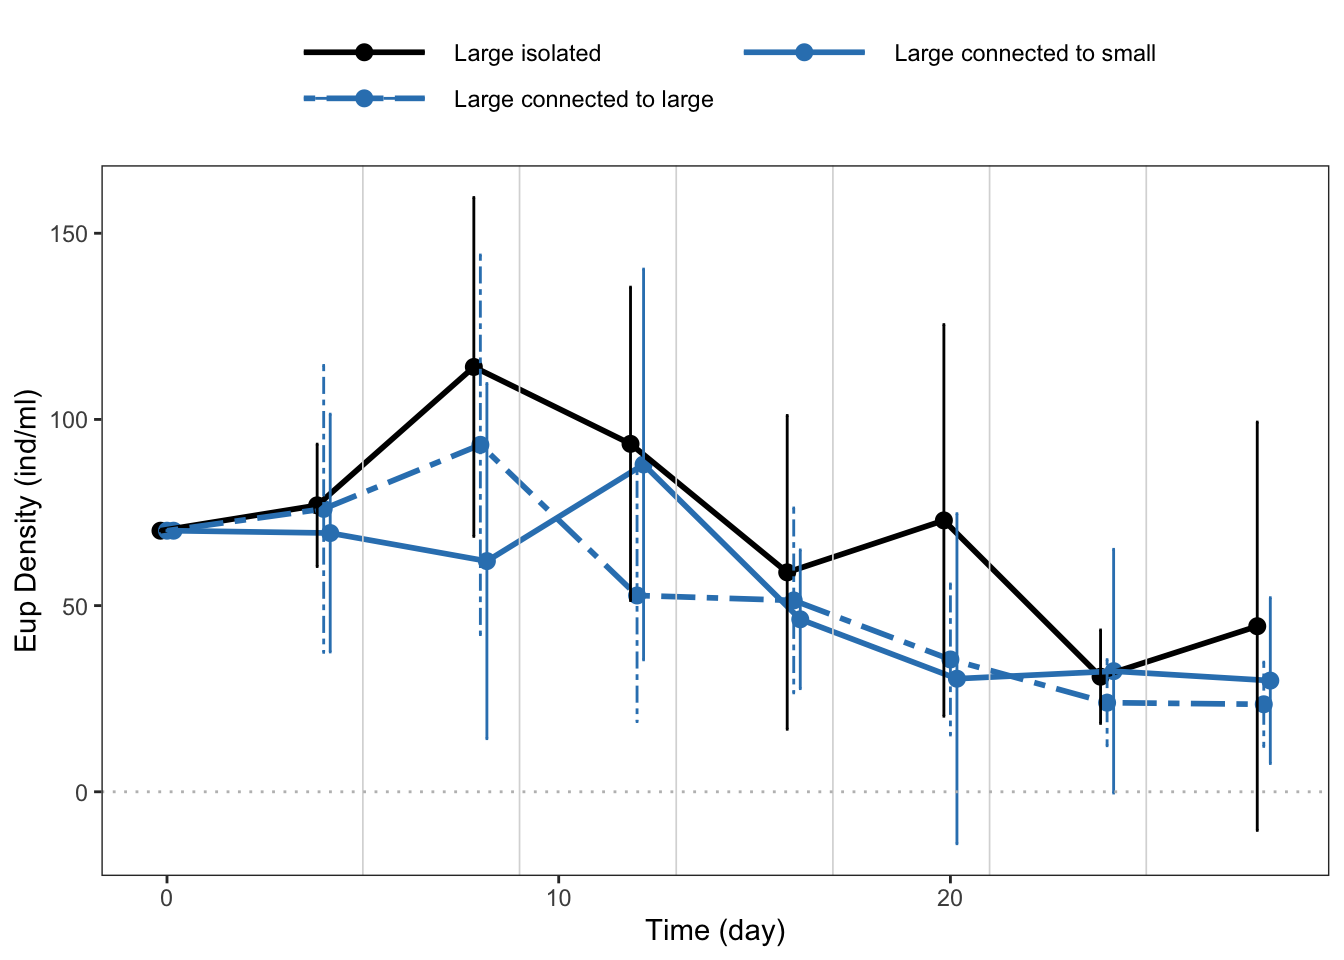 Large isolated
Large connected to small
Large connected to large
150
100
50
0
Eup Density (ind/ml)
0
10
20
Time (day)